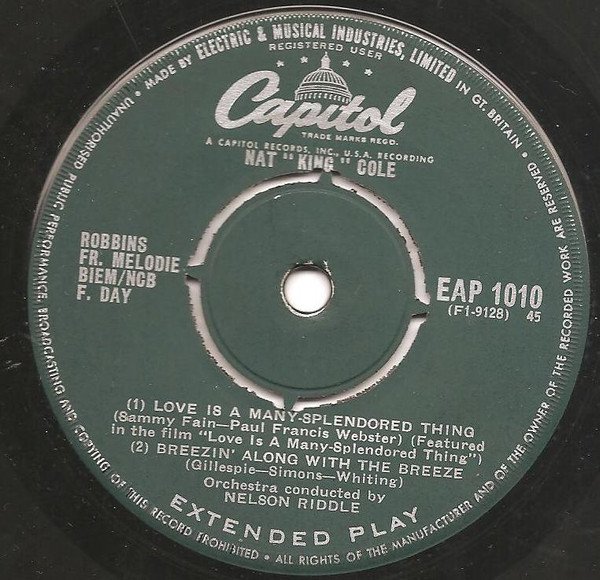 MADE BY ELECTRIC & MUSICAL INDUSTRIES, LIMITED IN GT. BRITAIN •
REGISTERED USER
Capitol
TRADE MARKS REGD.
A CAPITOL RECORDS, INC., U.S.A. RECORDING
NAT "KING" COLE
ROBBINS
FR. MELODIE
BIEM/NCB
F. DAY
EAP 1010
(F1-9128) 45
(1) LOVE IS A MANY-SPLENDORED THING
(Sammy Fain—Paul Francis Webster) (Featured
in the film "Love Is A Many-Splendored Thing")
(2) BREEZIN' ALONG WITH THE BREEZE
(Gillespie—Simons—Whiting)
Orchestra conducted by
NELSON RIDDLE
EXTENDED PLAY
• UNAUTHORISED PUBLIC PERFORMANCE, BROADCASTING AND COPYING OF THIS RECORD PROHIBITED • ALL RIGHTS OF THE MANUFACTURER AND OF THE OWNER OF THE RECORDED WORK ARE RESERVED